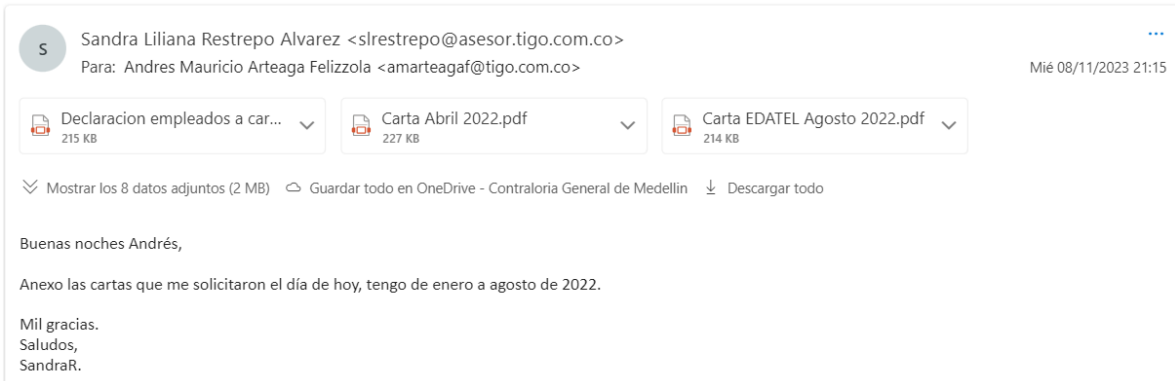 S
Sandra Liliana Restrepo Alvarez <slrestrepo@asesor.tigo.com.co>
Para: Andres Mauricio Arteaga Felizzola <amarteagaf@tigo.com.co>
Mié 08/11/2023 21:15
Declaracion empleados a car...
215 KB
Carta Abril 2022.pdf
227 KB
Carta EDATEL Agosto 2022.pdf
214 KB
Mostrar los 8 datos adjuntos (2 MB) Guardar todo en OneDrive - Contraloria General de Medellin Descargar todo
Buenas noches Andrés,
Anexo las cartas que me solicitaron el día de hoy, tengo de enero a agosto de 2022.
Mil gracias.
Saludos,
SandraR.